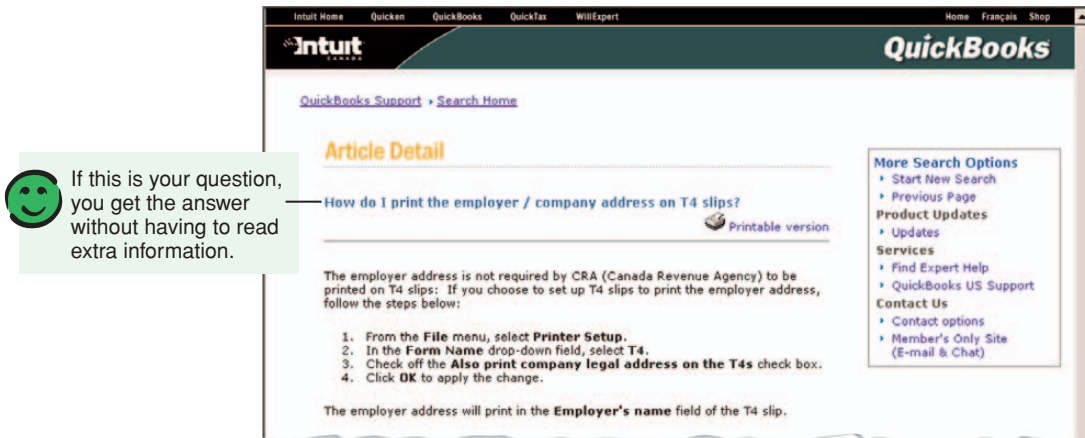 Intuit Home Quicken QuickBooks QuickTax WillExpert Home Français Shop
Intuit
CANADA
QuickBooks
QuickBooks Support Search Home
Article Detail
If this is your question,
you get the answer
without having to read
extra information.
How do I print the employer / company address on T4 slips?
Printable version
The employer address is not required by CRA (Canada Revenue Agency) to be
printed on T4 slips: If you choose to set up T4 slips to print the employer address,
follow the steps below:
1. From the File menu, select Printer Setup.
2. In the Form Name drop-down field, select T4.
3. Check off the Also print company legal address on the T4s check box.
4. Click OK to apply the change.
The employer address will print in the Employer's name field of the T4 slip.
More Search Options
Start New Search
Previous Page
Product Updates
Updates
Services
Find Expert Help
QuickBooks US Support
Contact Us
Contact options
Member's Only Site
(E-mail & Chat)